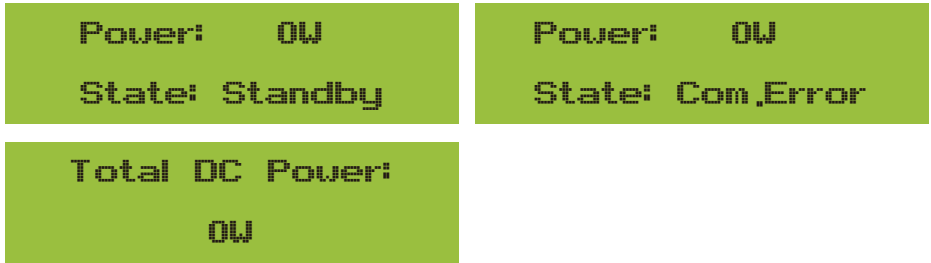 Power: 0W
State: Standby
Power: 0W
State: Com.Error
Total DC Power:
0W